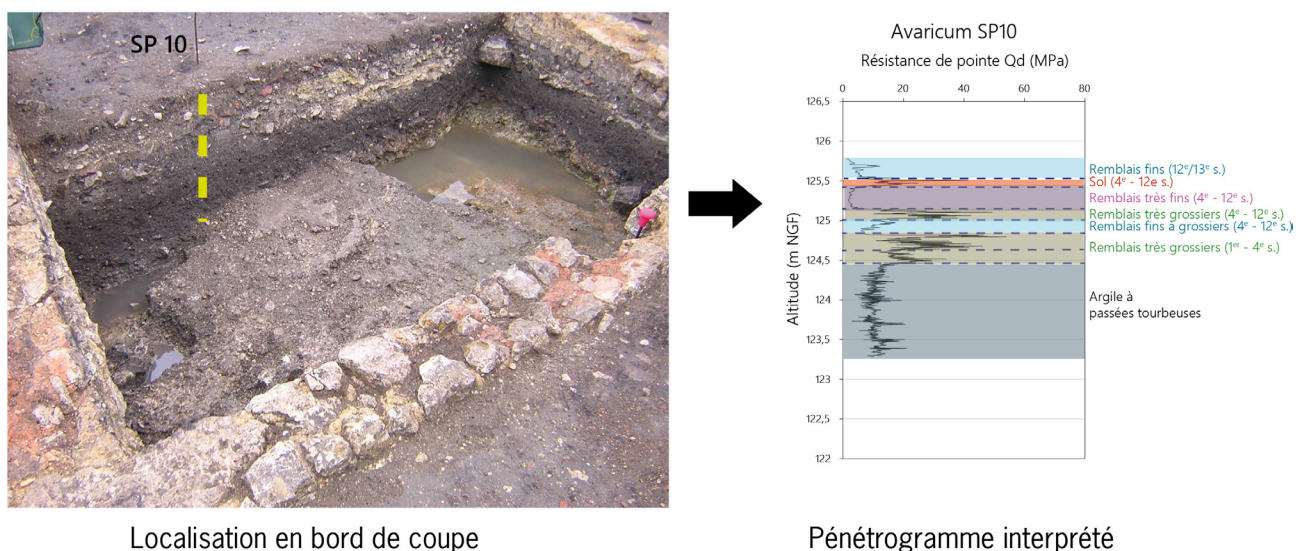 SP 10
Avaricum SP10
Résistance de pointe Qd (MPa)
0 20 40 60 80
126,5
126
125,5
125
124,5
124
123,5
123
122,5
122
Altitude (m NGF)
Remblais fins (12e/13e s.)
Sol (4e - 12e s.)
Remblais très fins (4e - 12e s.)
Remblais très grossiers (4e - 12e s.)
Remblais fins à grossiers (4e - 12e s.)
Remblais très grossiers (1er - 4e s.)
Argile à
passées tourbeuses
Localisation en bord de coupe
Pénétrogramme interprété